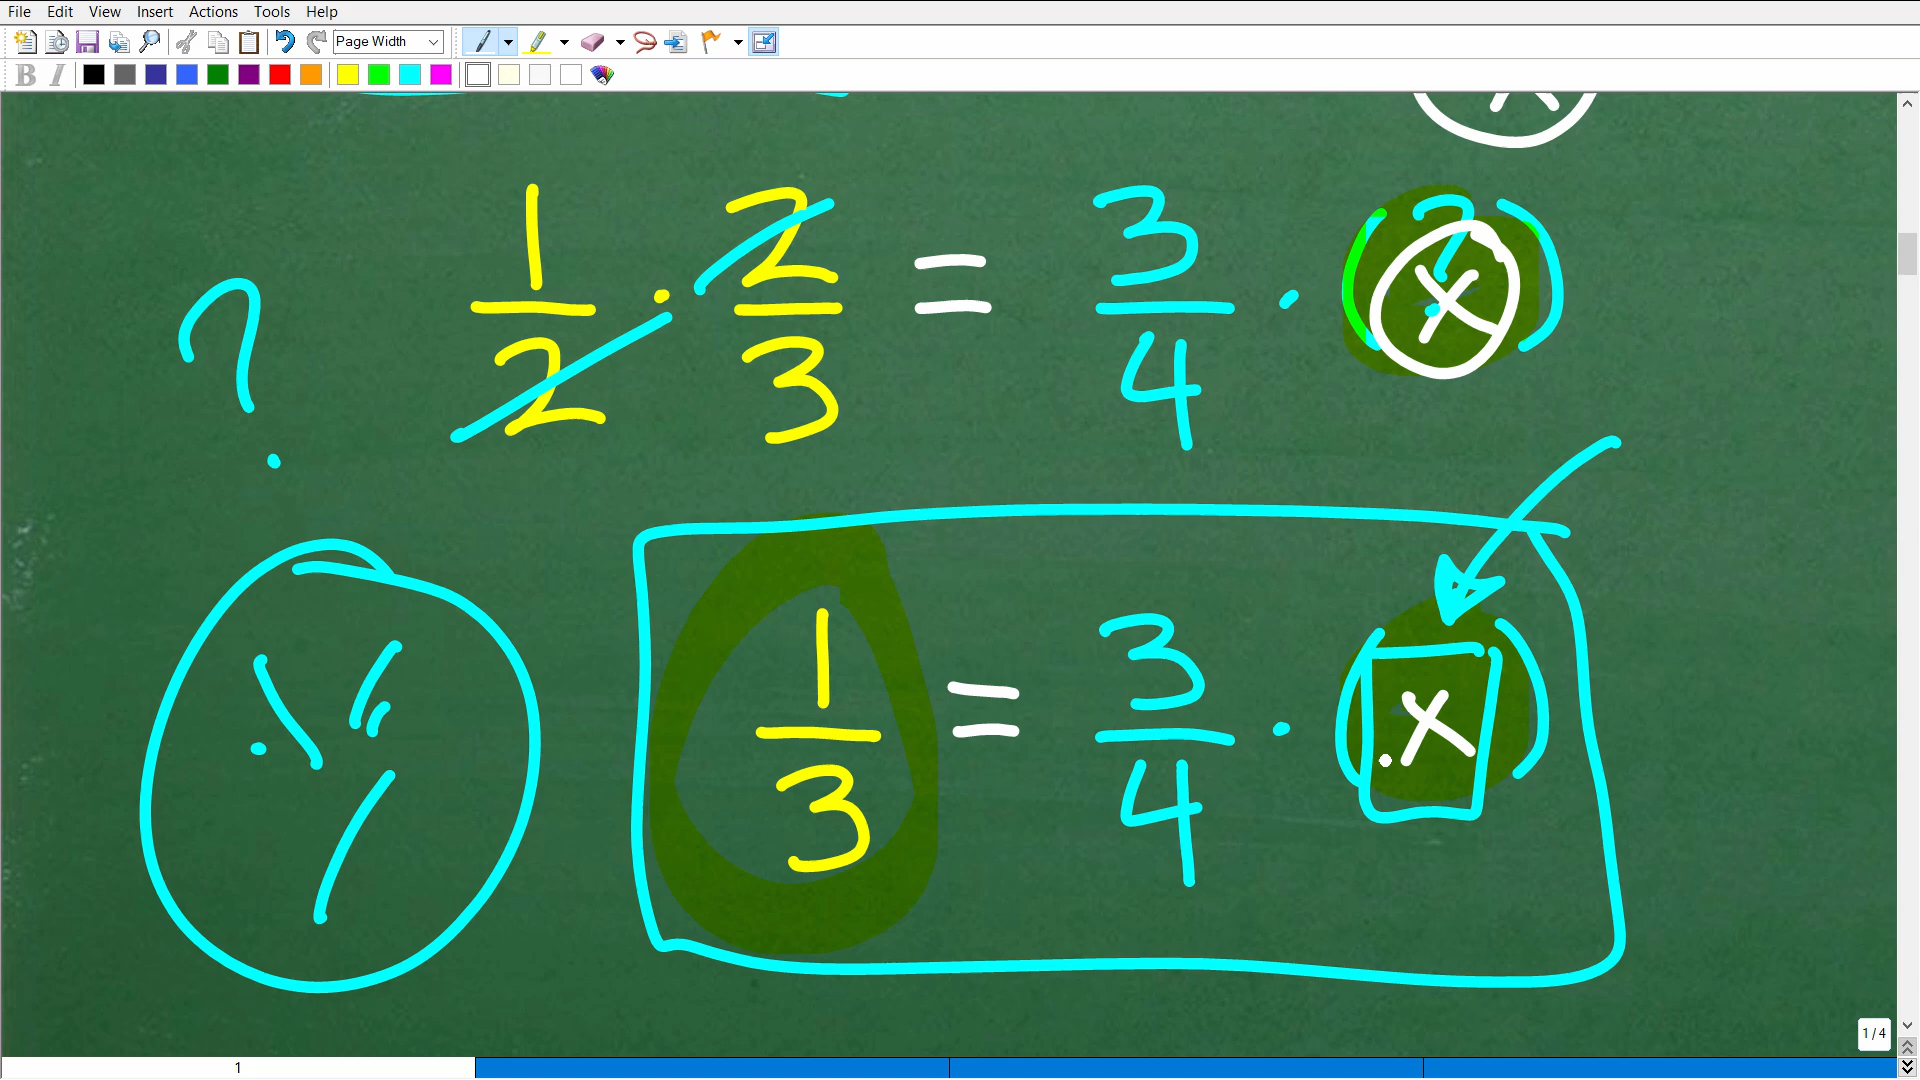 File Edit View Insert Actions Tools Help
Page Width
B I
?
1/2 · 2/3 = 3/4 · (? x)
1/3 = 3/4 · (x)
1 / 4
1